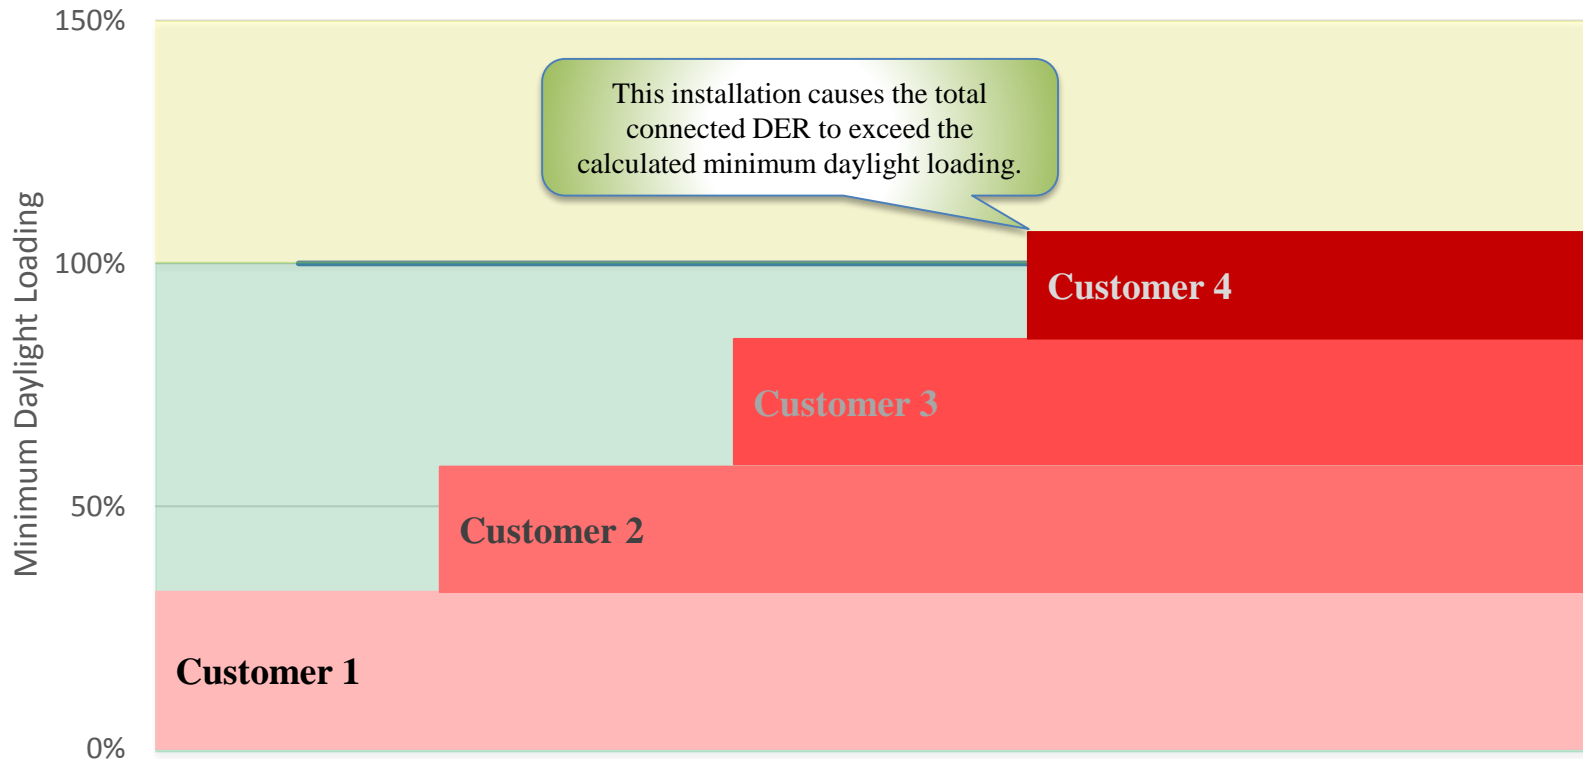 150%
This installation causes the total
connected DER to exceed the
calculated minimum daylight loading.
Minimum Daylight Loading
100%
Customer 4
Customer 3
50%
Customer 2
Customer 1
0%